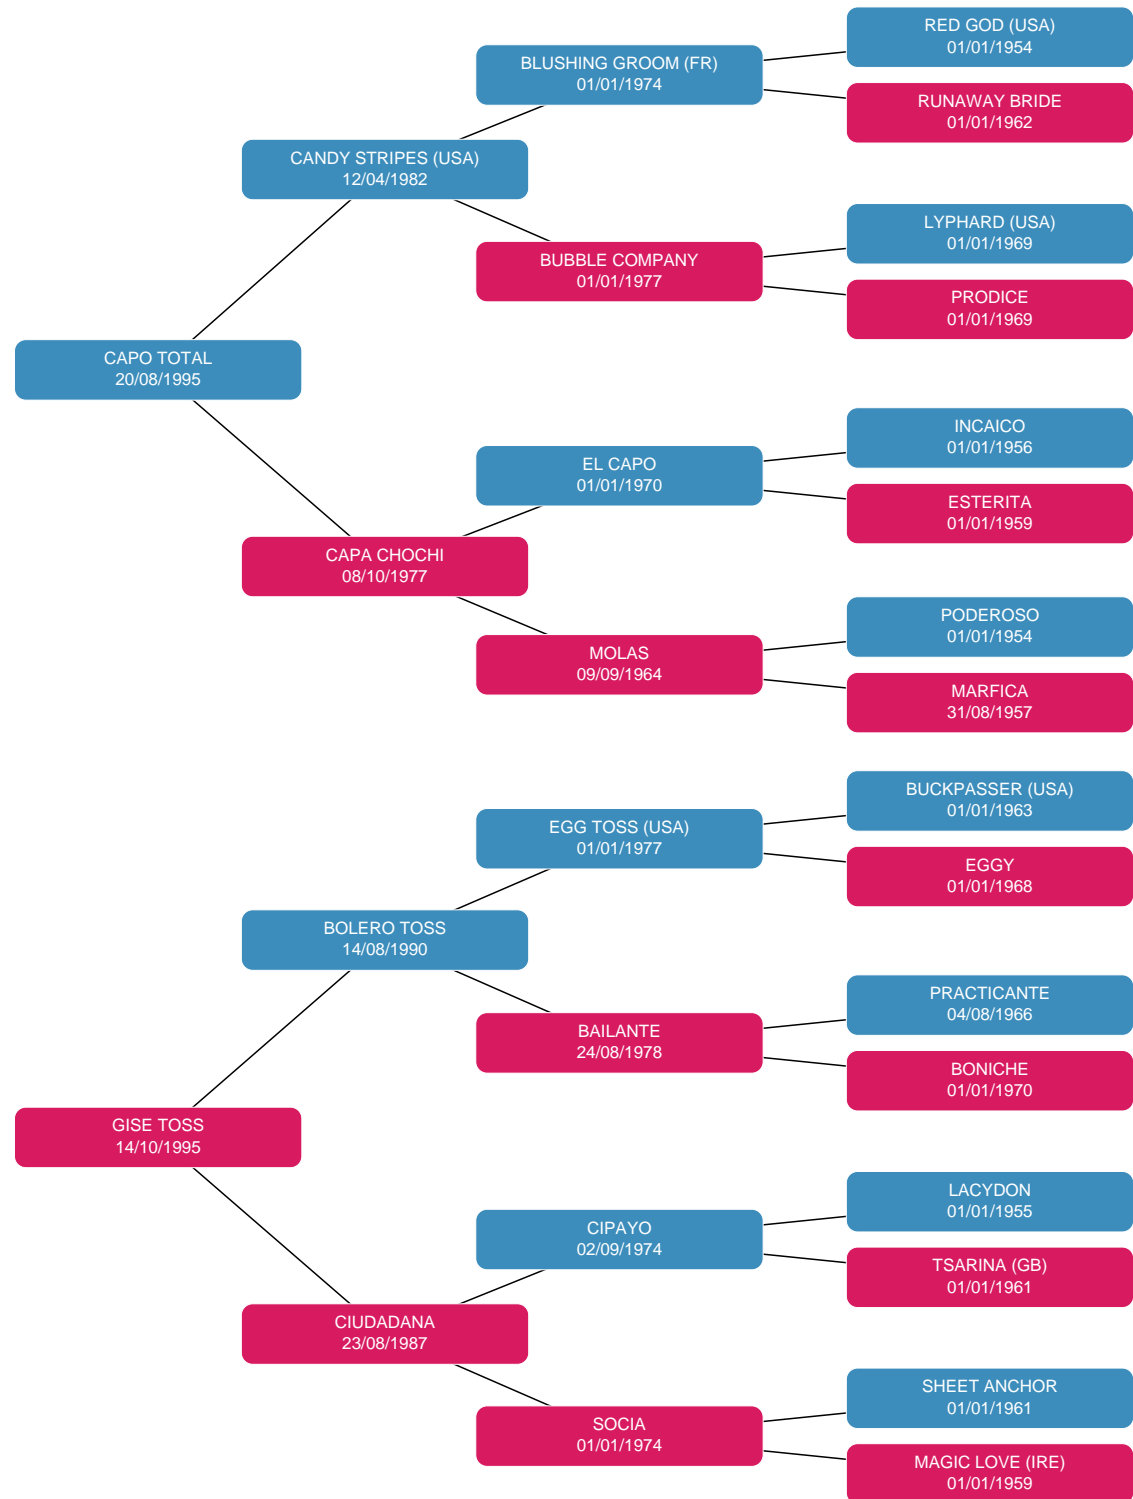 RED GOD (USA)
01/01/1954
BLUSHING GROOM (FR)
01/01/1974
RUNAWAY BRIDE
01/01/1962
CANDY STRIPES (USA)
12/04/1982
LYPHARD (USA)
01/01/1969
BUBBLE COMPANY
01/01/1977
PRODICE
01/01/1969
CAPO TOTAL
20/08/1995
INCAICO
01/01/1956
EL CAPO
01/01/1970
ESTERITA
01/01/1959
CAPA CHOCHI
08/10/1977
PODEROSO
01/01/1954
MOLAS
09/09/1964
MARFICA
31/08/1957
BUCKPASSER (USA)
01/01/1963
EGG TOSS (USA)
01/01/1977
EGGY
01/01/1968
BOLERO TOSS
14/08/1990
PRACTICANTE
04/08/1966
BAILANTE
24/08/1978
BONICHE
01/01/1970
GISE TOSS
14/10/1995
LACYDON
01/01/1955
CIPAYO
02/09/1974
TSARINA (GB)
01/01/1961
CIUDADANA
23/08/1987
SHEET ANCHOR
01/01/1961
SOCIA
01/01/1974
MAGIC LOVE (IRE)
01/01/1959